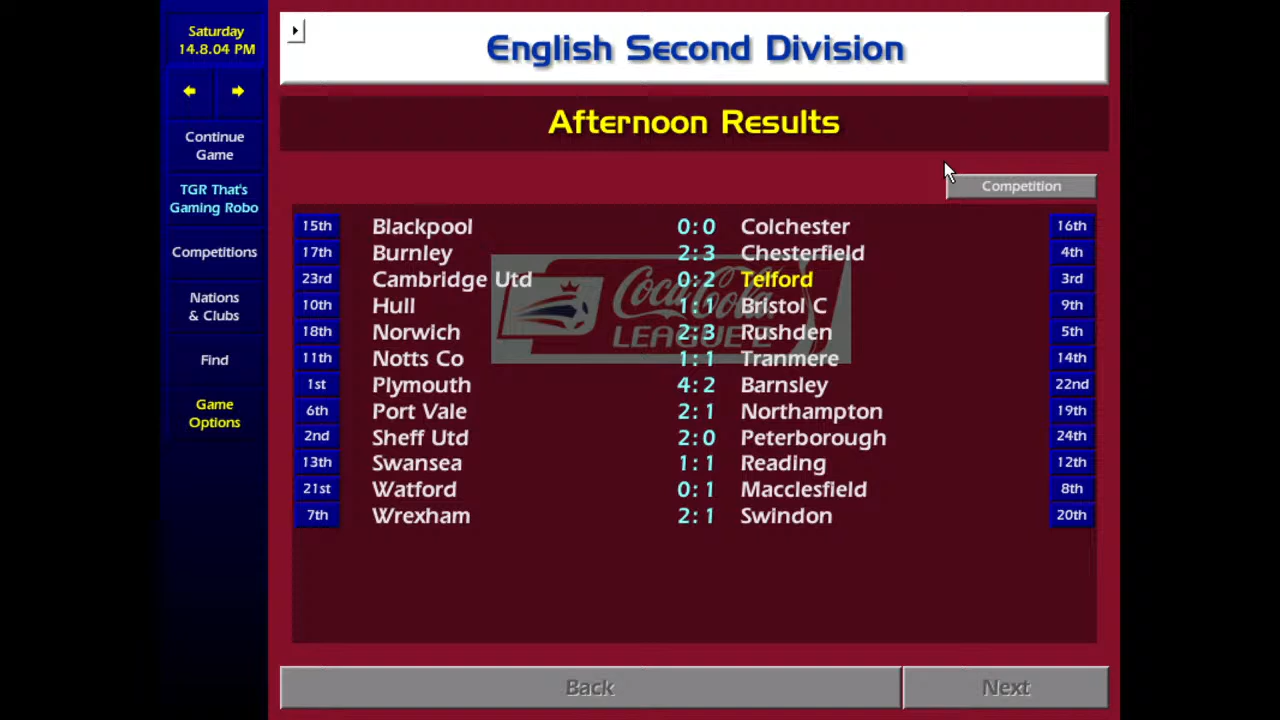 Saturday
14.8.04 PM
English Second Division
Afternoon Results
Continue
Game
TGR That's
Gaming Robo
Competitions
Nations
& Clubs
Find
Game
Options
Competition
15th Blackpool 0:0 Colchester 16th
17th Burnley 2:3 Chesterfield 4th
23rd Cambridge Utd 0:2 Telford 3rd
10th Hull 1:1 Bristol C 9th
18th Norwich 2:3 Rushden 5th
11th Notts Co 1:1 Tranmere 14th
1st Plymouth 4:2 Barnsley 22nd
6th Port Vale 2:1 Northampton 19th
2nd Sheff Utd 2:0 Peterborough 24th
13th Swansea 1:1 Reading 12th
21st Watford 0:1 Macclesfield 8th
7th Wrexham 2:1 Swindon 20th
Coca-Cola
LEAGUE 2
Back Next